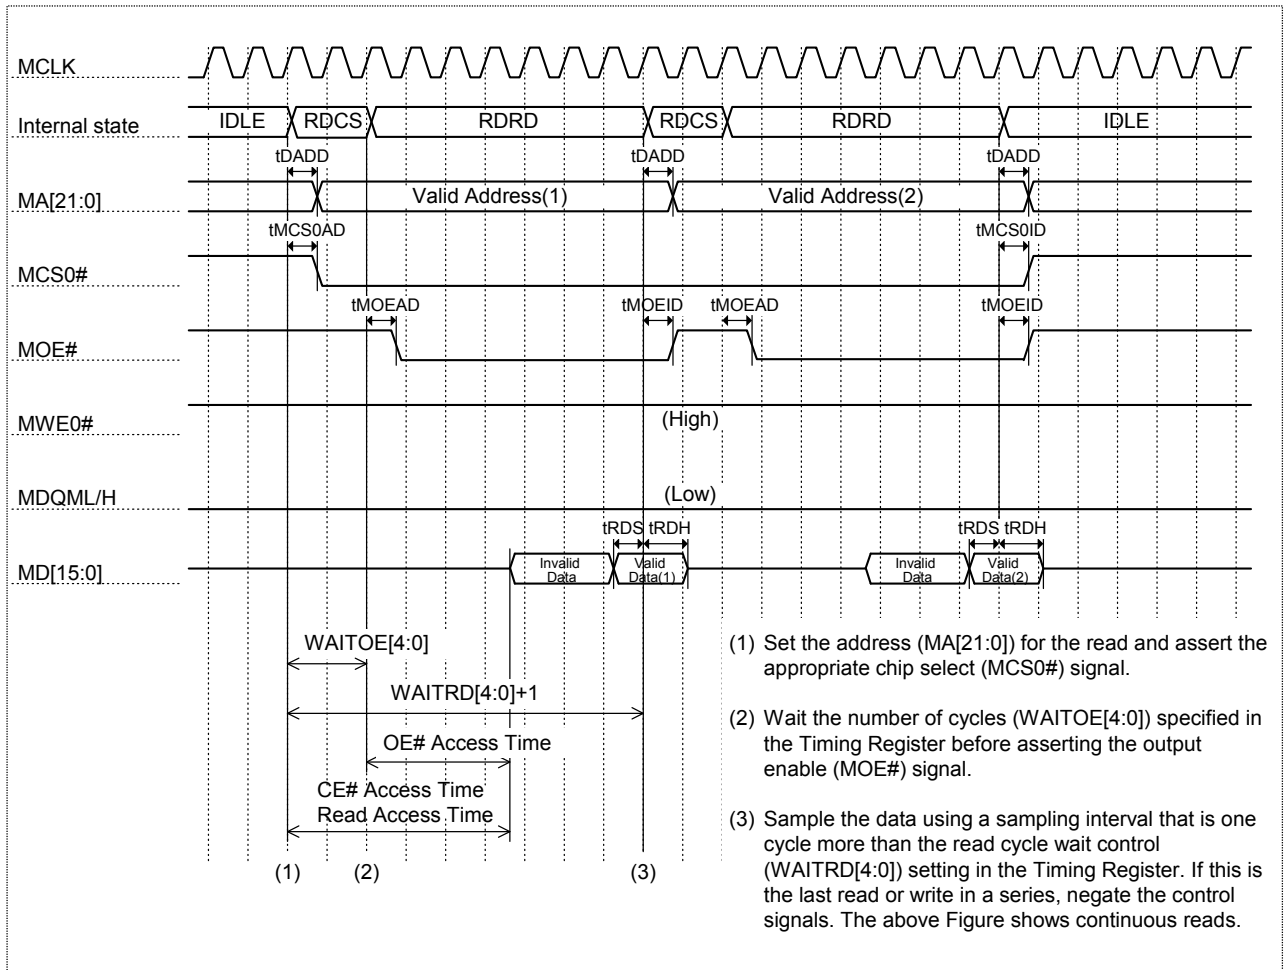 MCLK
Internal state
IDLE
RDCS
RDRD
RDCS
RDRD
IDLE
tDADD
tDADD
tDADD
MA[21:0]
Valid Address(1)
Valid Address(2)
tMCS0AD
tMCS0ID
MCS0#
tMOEAD
tMOEID
tMOEAD
tMOEID
MOE#
MWE0#
(High)
MDQML/H
(Low)
tRDS
tRDH
tRDS
tRDH
MD[15:0]
Invalid
Data
Valid
Data(1)
Invalid
Data
Valid
Data(2)
WAITOE[4:0]
WAITRD[4:0]+1
OE# Access Time
CE# Access Time
Read Access Time
(1)
(2)
(3)
(1) Set the address (MA[21:0]) for the read and assert the
appropriate chip select (MCS0#) signal.
(2) Wait the number of cycles (WAITOE[4:0]) specified in
the Timing Register before asserting the output
enable (MOE#) signal.
(3) Sample the data using a sampling interval that is one
cycle more than the read cycle wait control
(WAITRD[4:0]) setting in the Timing Register. If this is
the last read or write in a series, negate the control
signals. The above Figure shows continuous reads.